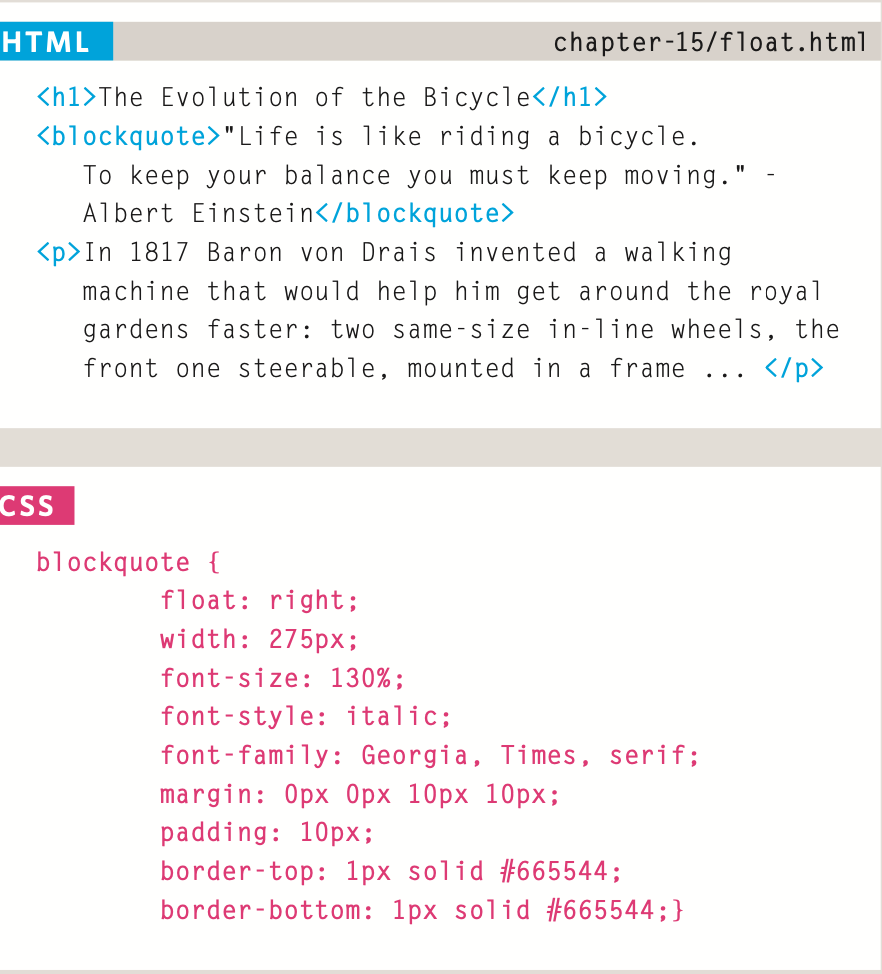 HTML
chapter-15/float.html
<h1>The Evolution of the Bicycle</h1>
<blockquote>"Life is like riding a bicycle.
To keep your balance you must keep moving." -
Albert Einstein</blockquote>
<p>In 1817 Baron von Drais invented a walking
machine that would help him get around the royal
gardens faster: two same-size in-line wheels, the
front one steerable, mounted in a frame ... </p>
CSS
blockquote {
float: right;
width: 275px;
font-size: 130%;
font-style: italic;
font-family: Georgia, Times, serif;
margin: 0px 0px 10px 10px;
padding: 10px;
border-top: 1px solid #665544;
border-bottom: 1px solid #665544;}